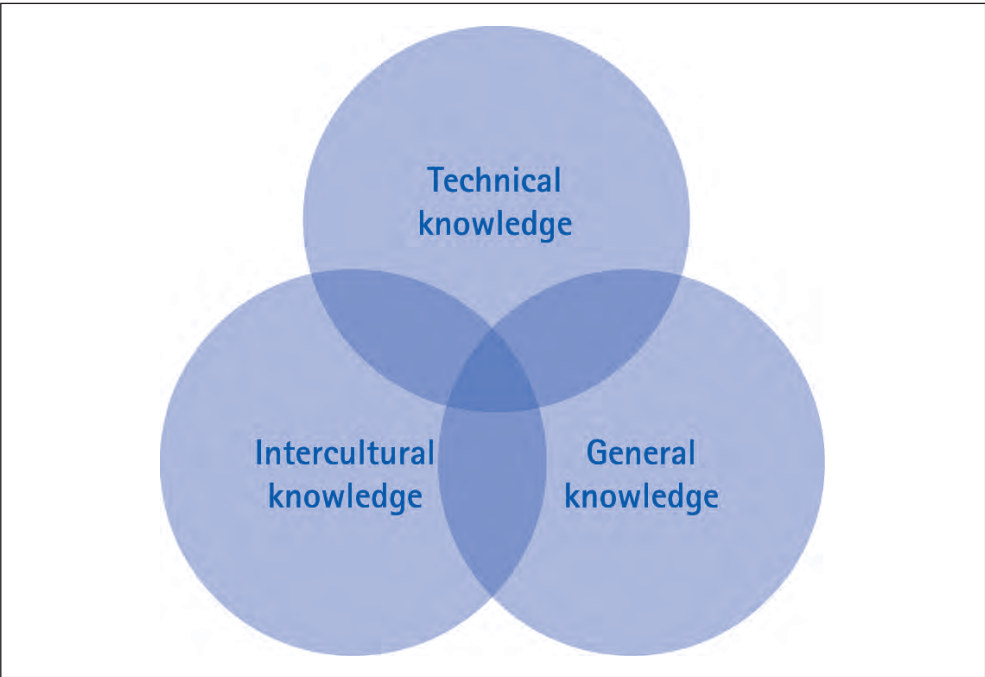 Technical
knowledge
Intercultural
knowledge
General
knowledge